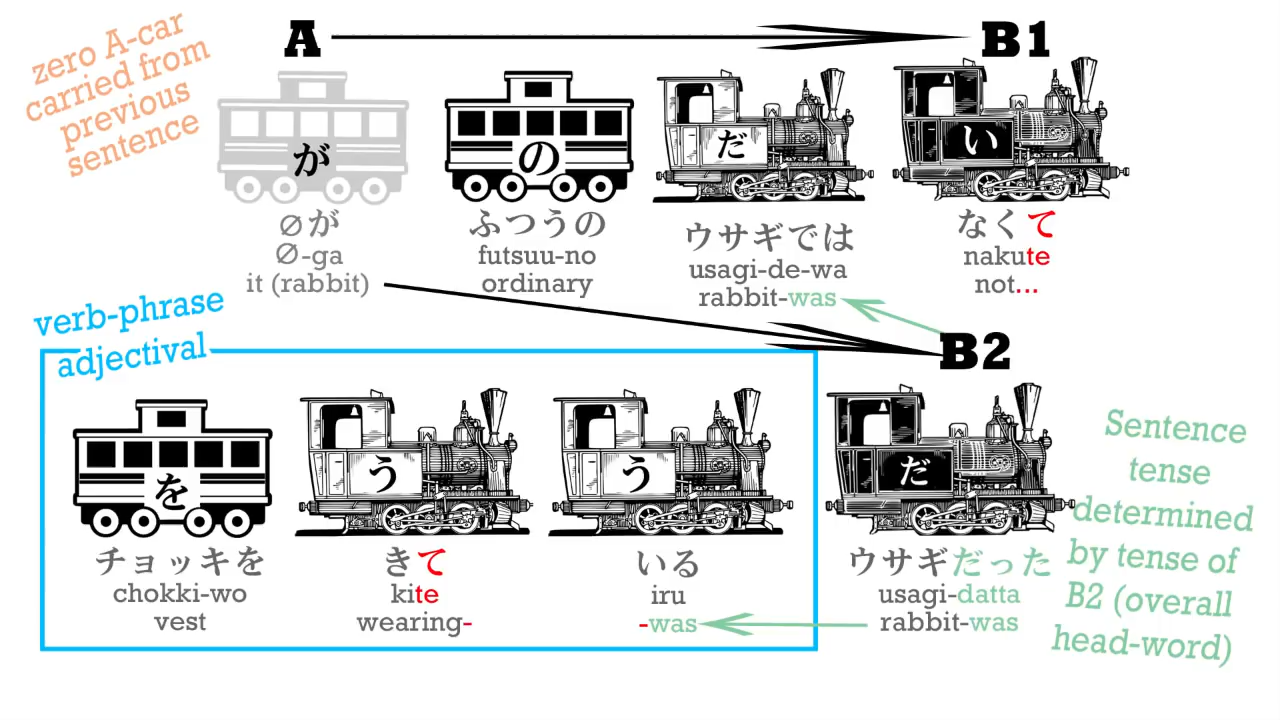 zero A-car
carried from
previous
sentence
A
B1
が
の
だ
い
∅が
∅-ga
it (rabbit)
ふつうの
futsuu-no
ordinary
ウサギでは
usagi-de-wa
rabbit-was
なくて
nakute
not...
verb-phrase
adjectival
B2
を
う
う
だ
チョッキを
chokki-wo
vest
きて
kite
wearing-
いる
iru
-was
ウサギだった
usagi-datta
rabbit-was
Sentence
tense
determined
by tense of
B2 (overall
head-word)